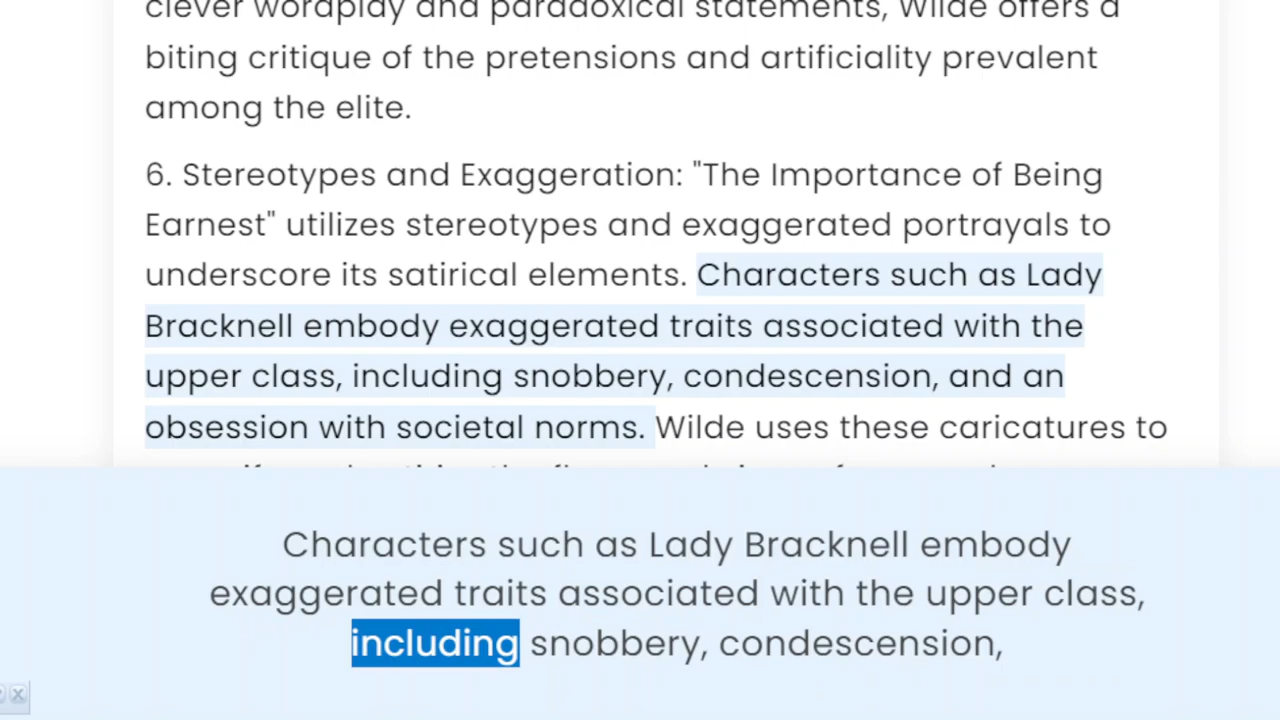 clever wordplay and paradoxical statements, Wilde offers a
biting critique of the pretensions and artificiality prevalent
among the elite.
6. Stereotypes and Exaggeration: "The Importance of Being
Earnest" utilizes stereotypes and exaggerated portrayals to
underscore its satirical elements. Characters such as Lady
Bracknell embody exaggerated traits associated with the
upper class, including snobbery, condescension, and an
obsession with societal norms. Wilde uses these caricatures to
Characters such as Lady Bracknell embody
exaggerated traits associated with the upper class,
including snobbery, condescension,